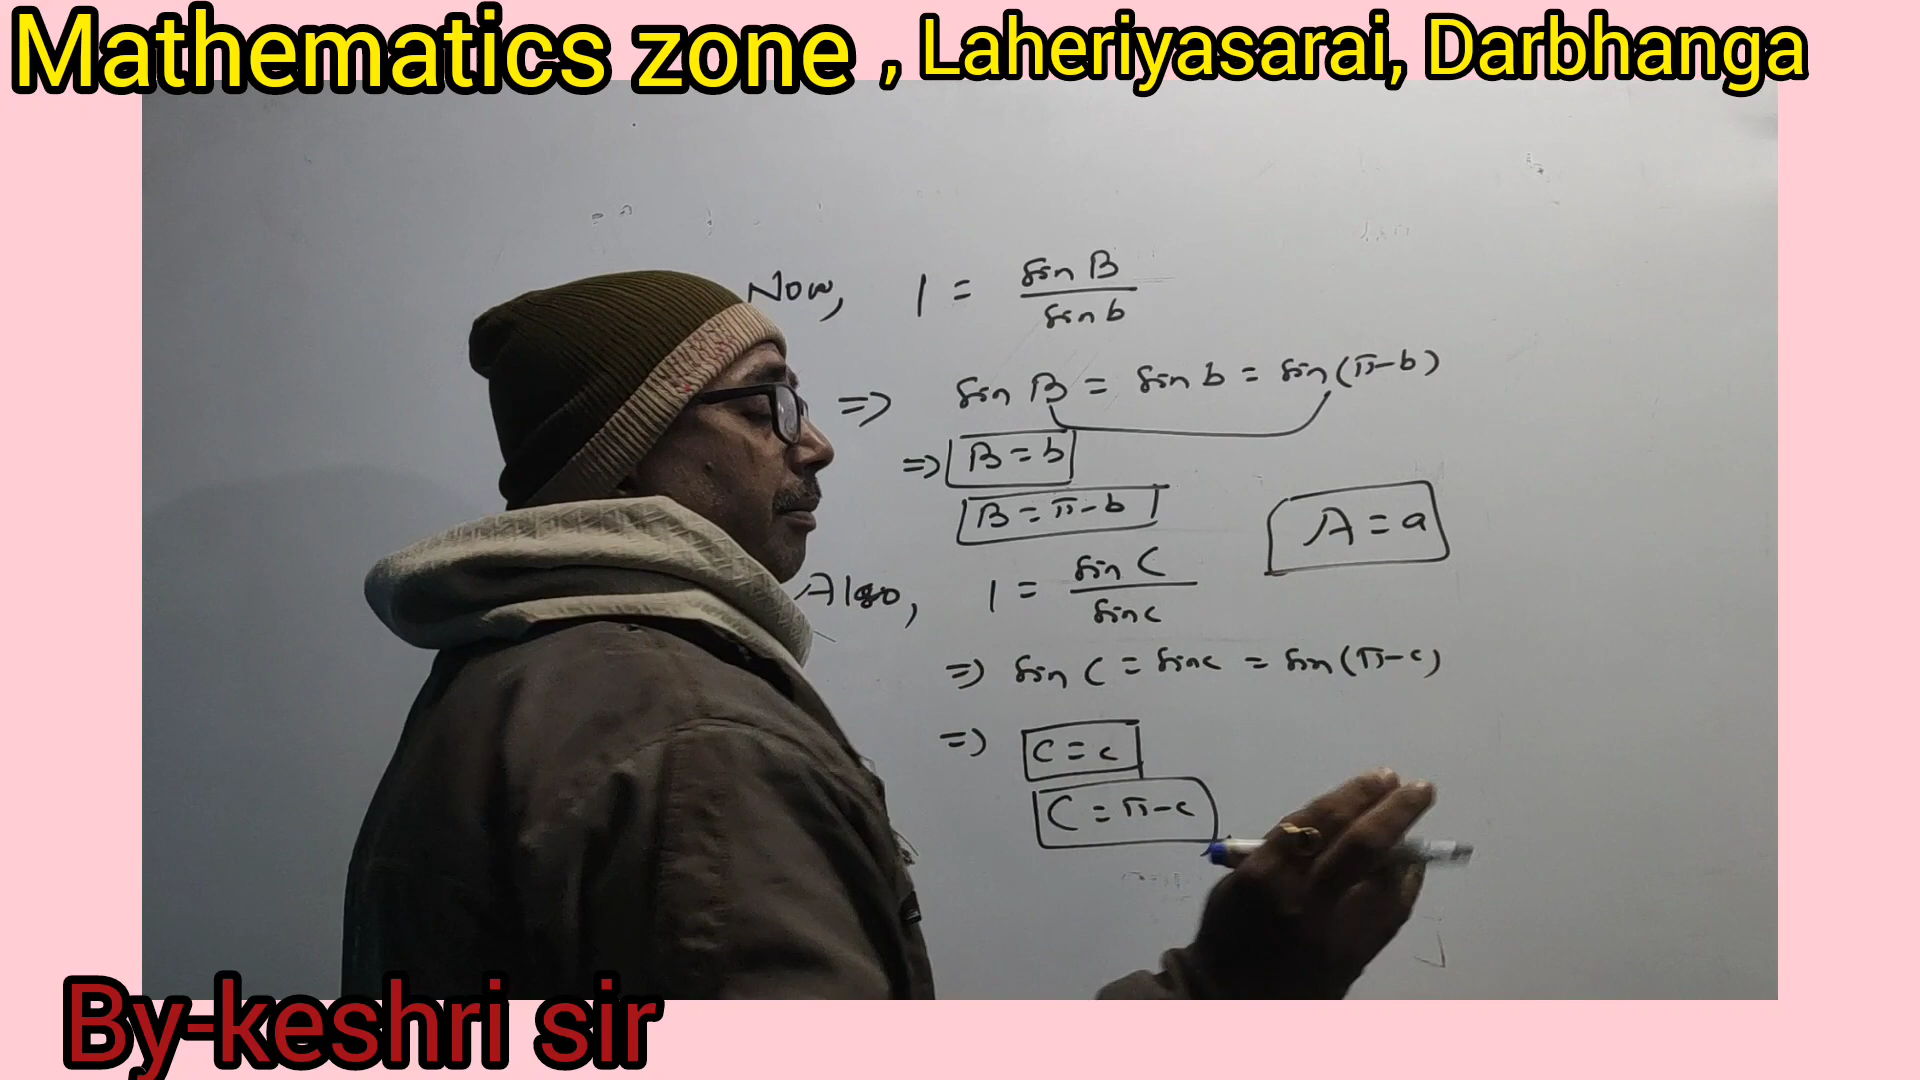 Mathematics zone , Laheriyasarai, Darbhanga
Now, 1 = sin B / sin b
=> sin B = sin b = sin (π-b)
=> B = b
B = π - b
A = a
Also, 1 = sin C / sin c
=> sin C = sin c = sin (π-c)
=> C = c
C = π-c
By-keshri sir